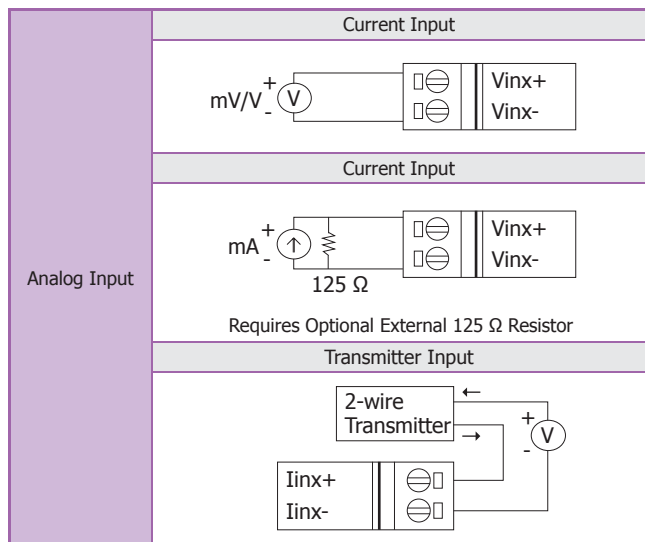 Current Input
+
mV/V V
-
Vinx+
Vinx-
Current Input
+
mA
-
125 Ω
Vinx+
Vinx-
Requires Optional External 125 Ω Resistor
Analog Input
Transmitter Input
2-wire
Transmitter
+
V
-
Iinx+
Iinx-